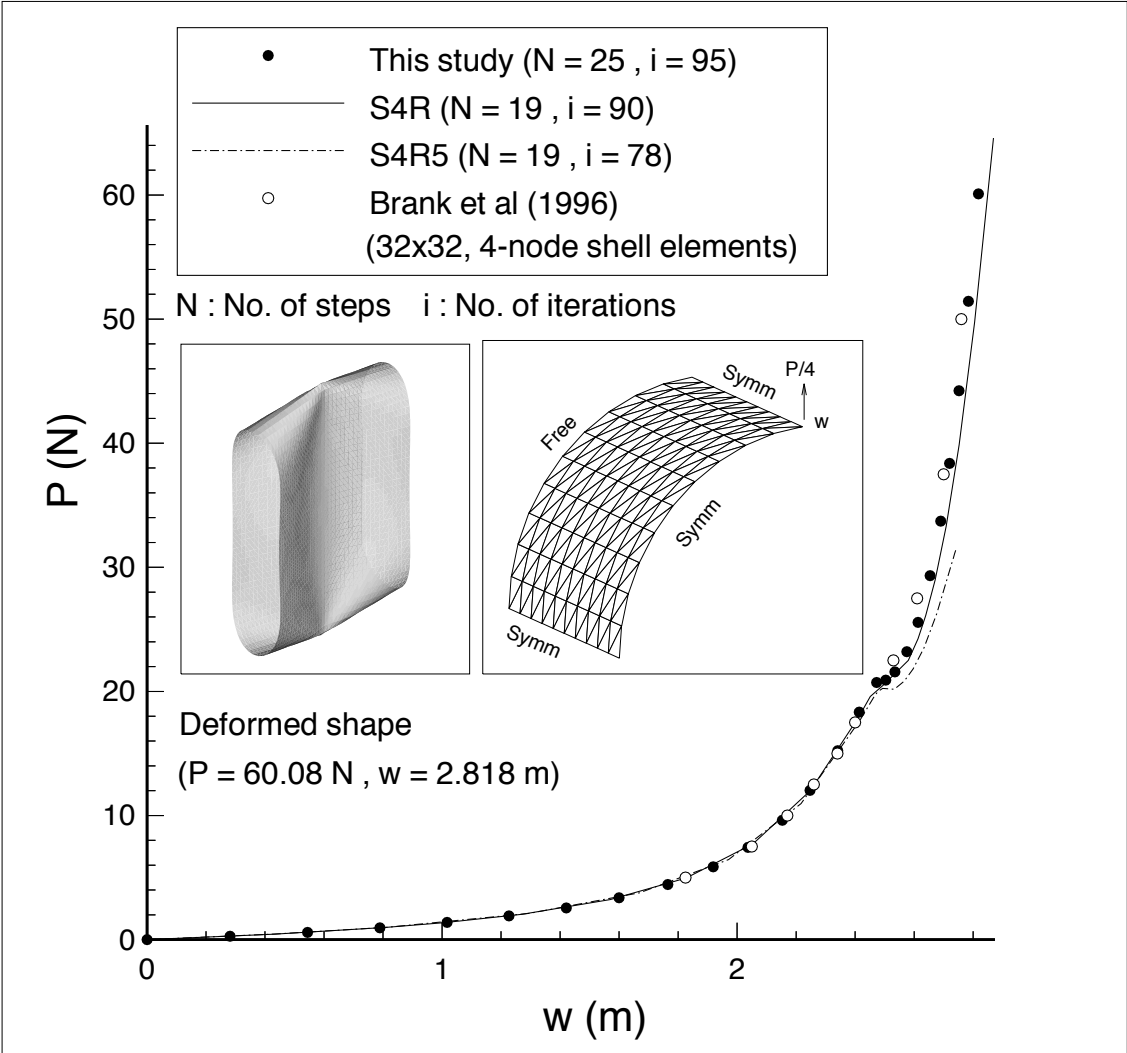 This study (N = 25 , i = 95)
S4R (N = 19 , i = 90)
S4R5 (N = 19 , i = 78)
Brank et al (1996)
(32x32, 4-node shell elements)
N : No. of steps i : No. of iterations
Symm
P/4
w
Free
Symm
Symm
Deformed shape
(P = 60.08 N , w = 2.818 m)
P (N)
60
50
40
30
20
10
0
0 1 2
w (m)